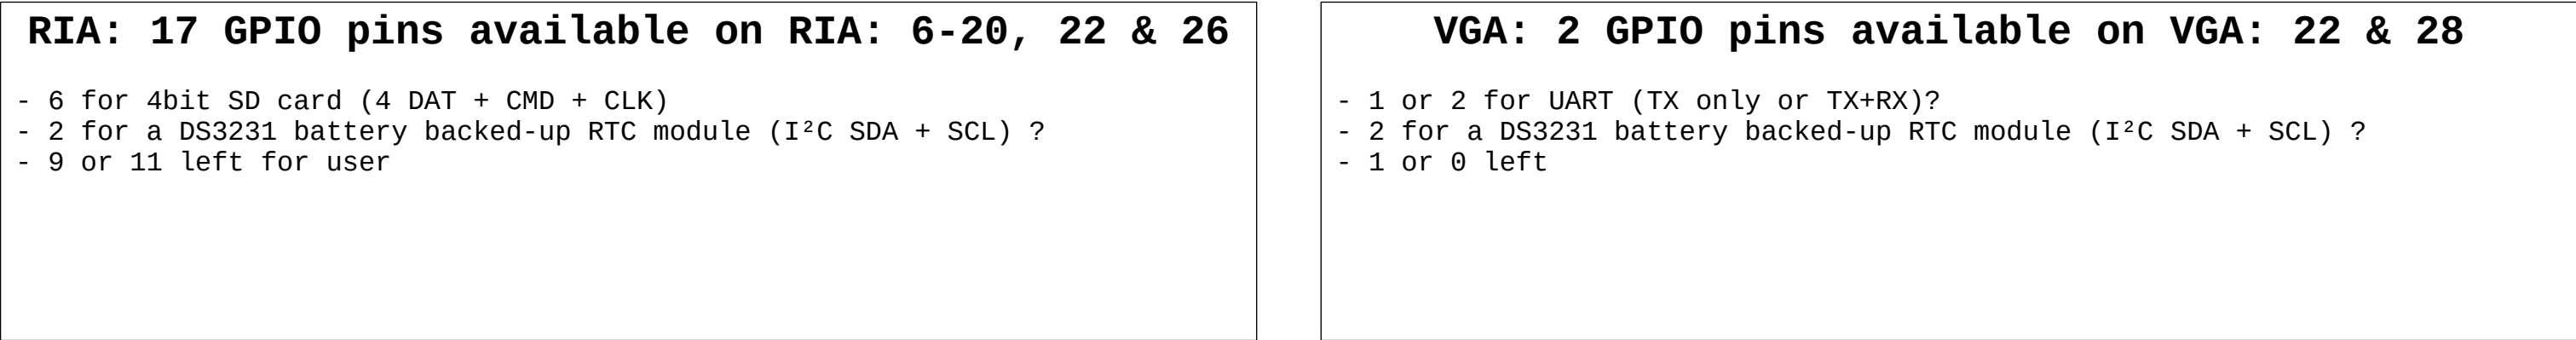 RIA: 17 GPIO pins available on RIA: 6-20, 22 & 26
- 6 for 4bit SD card (4 DAT + CMD + CLK)
- 2 for a DS3231 battery backed-up RTC module (I²C SDA + SCL) ?
- 9 or 11 left for user
VGA: 2 GPIO pins available on VGA: 22 & 28
- 1 or 2 for UART (TX only or TX+RX)?
- 2 for a DS3231 battery backed-up RTC module (I²C SDA + SCL) ?
- 1 or 0 left